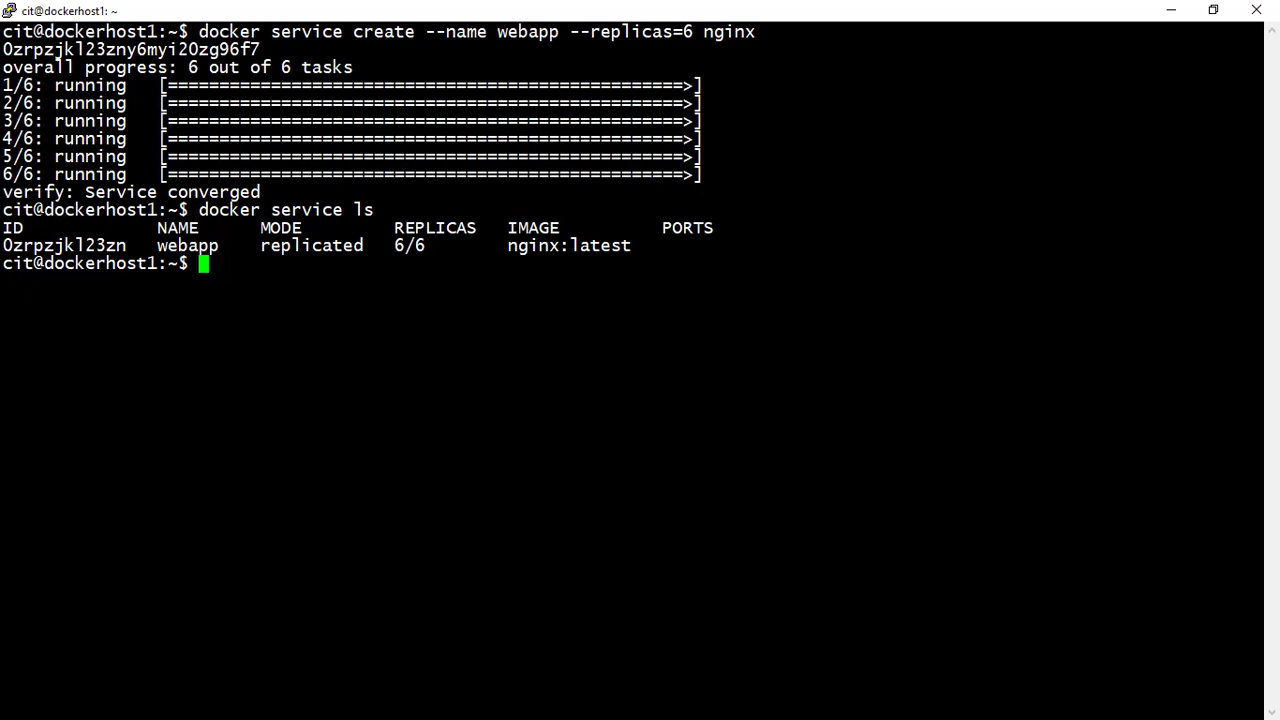 cit@dockerhost1: ~
cit@dockerhost1:~$ docker service create --name webapp --replicas=6 nginx
0zrpzjkl23zny6myi20zg96f7
overall progress: 6 out of 6 tasks
1/6: running   [==================================================>]
2/6: running   [==================================================>]
3/6: running   [==================================================>]
4/6: running   [==================================================>]
5/6: running   [==================================================>]
6/6: running   [==================================================>]
verify: Service converged
cit@dockerhost1:~$ docker service ls
ID             NAME      MODE         REPLICAS   IMAGE          PORTS
0zrpzjkl23zn   webapp    replicated   6/6        nginx:latest
cit@dockerhost1:~$